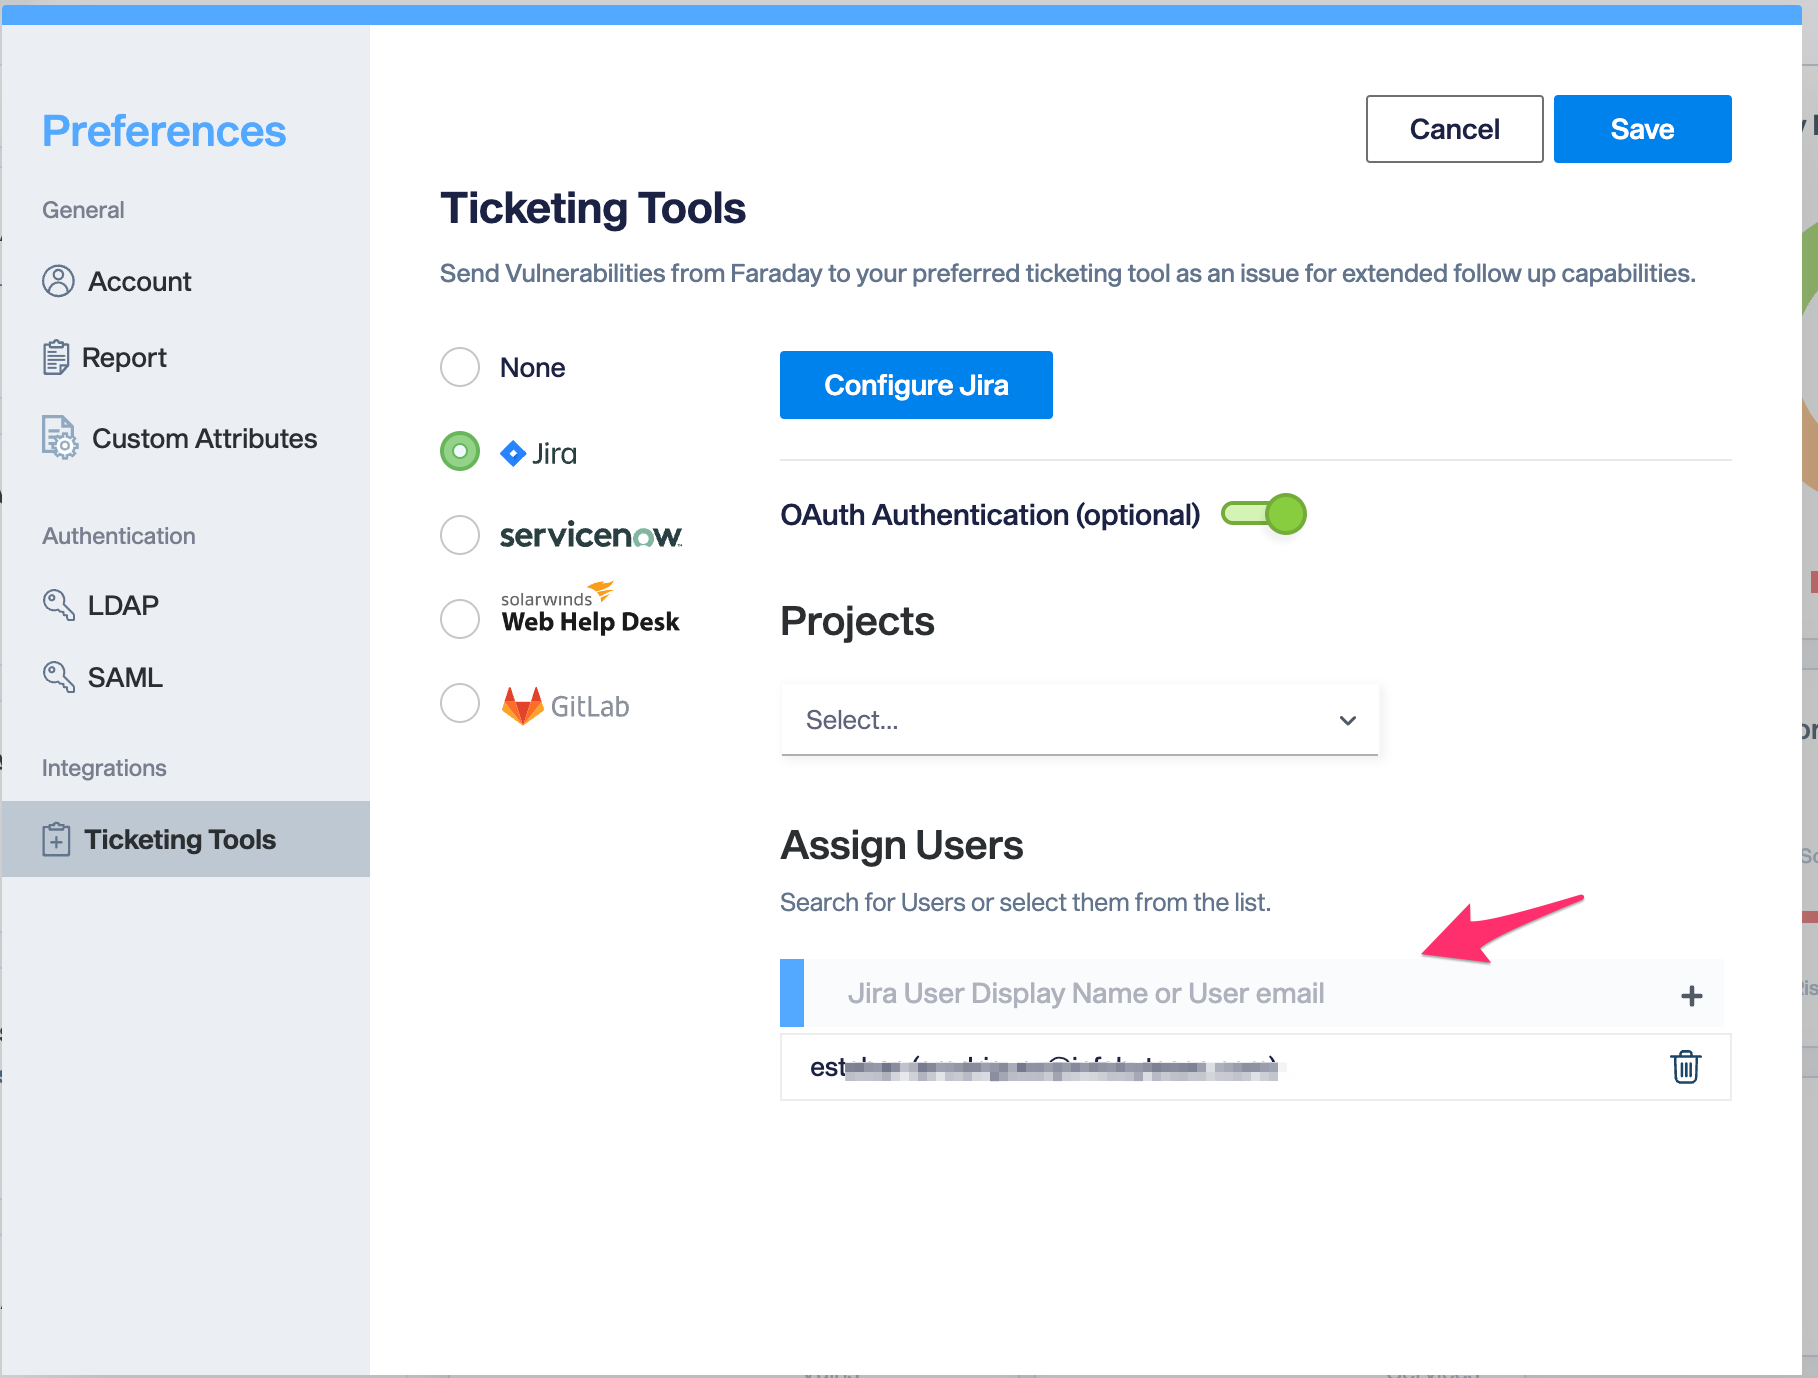 Preferences
General
Account
Report
Custom Attributes
Authentication
LDAP
SAML
Integrations
Ticketing Tools
Cancel
Save
Ticketing Tools
Send Vulnerabilities from Faraday to your preferred ticketing tool as an issue for extended follow up capabilities.
None
Jira
servicenow
solarwinds
Web Help Desk
GitLab
Configure Jira
OAuth Authentication (optional)
Projects
Select...
Assign Users
Search for Users or select them from the list.
Jira User Display Name or User email